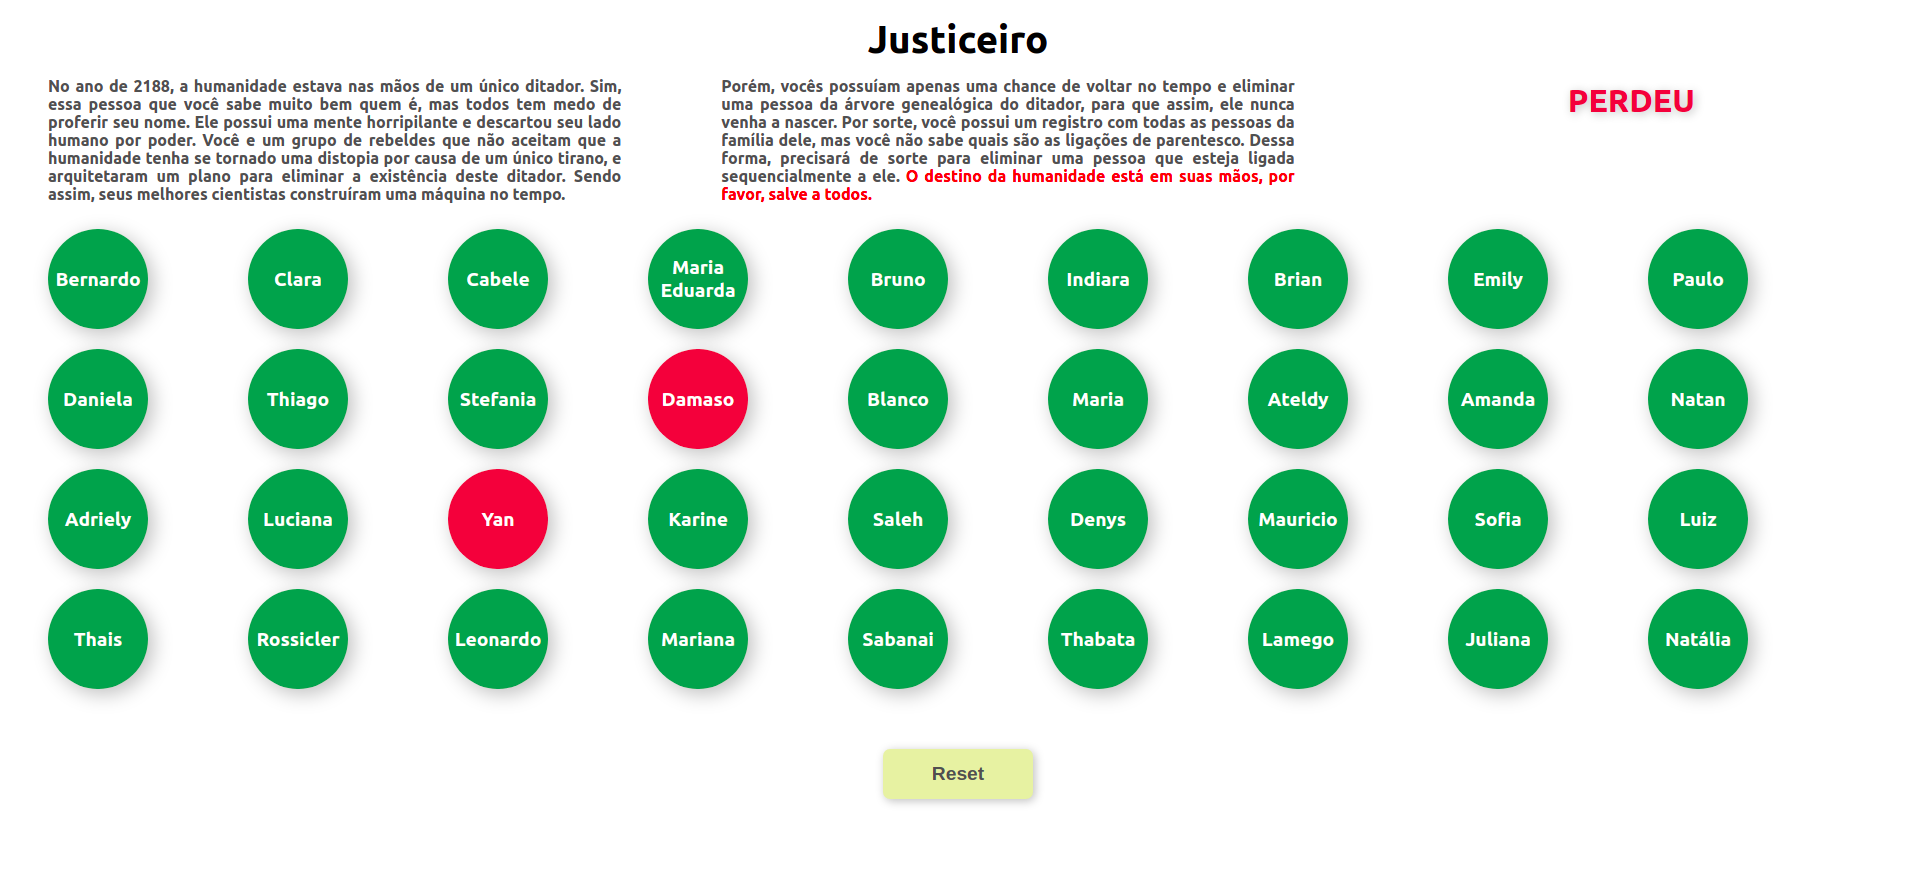 Justiceiro
No ano de 2188, a humanidade estava nas mãos de um único ditador. Sim,
essa pessoa que você sabe muito bem quem é, mas todos tem medo de
proferir seu nome. Ele possui uma mente horripilante e descartou seu lado
humano por poder. Você e um grupo de rebeldes que não aceitam que a
humanidade tenha se tornado uma distopia por causa de um único tirano, e
arquitetaram um plano para eliminar a existência deste ditador. Sendo
assim, seus melhores cientistas construíram uma máquina no tempo.
Porém, vocês possuíam apenas uma chance de voltar no tempo e eliminar
uma pessoa da árvore genealógica do ditador, para que assim, ele nunca
venha a nascer. Por sorte, você possui um registro com todas as pessoas da
família dele, mas você não sabe quais são as ligações de parentesco. Dessa
forma, precisará de sorte para eliminar uma pessoa que esteja ligada
sequencialmente a ele. O destino da humanidade está em suas mãos, por
favor, salve a todos.
PERDEU
Bernardo
Clara
Cabele
Maria
Eduarda
Bruno
Indiara
Brian
Emily
Paulo
Daniela
Thiago
Stefania
Damaso
Blanco
Maria
Ateldy
Amanda
Natan
Adriely
Luciana
Yan
Karine
Saleh
Denys
Mauricio
Sofia
Luiz
Thais
Rossicler
Leonardo
Mariana
Sabanai
Thabata
Lamego
Juliana
Natália
Reset